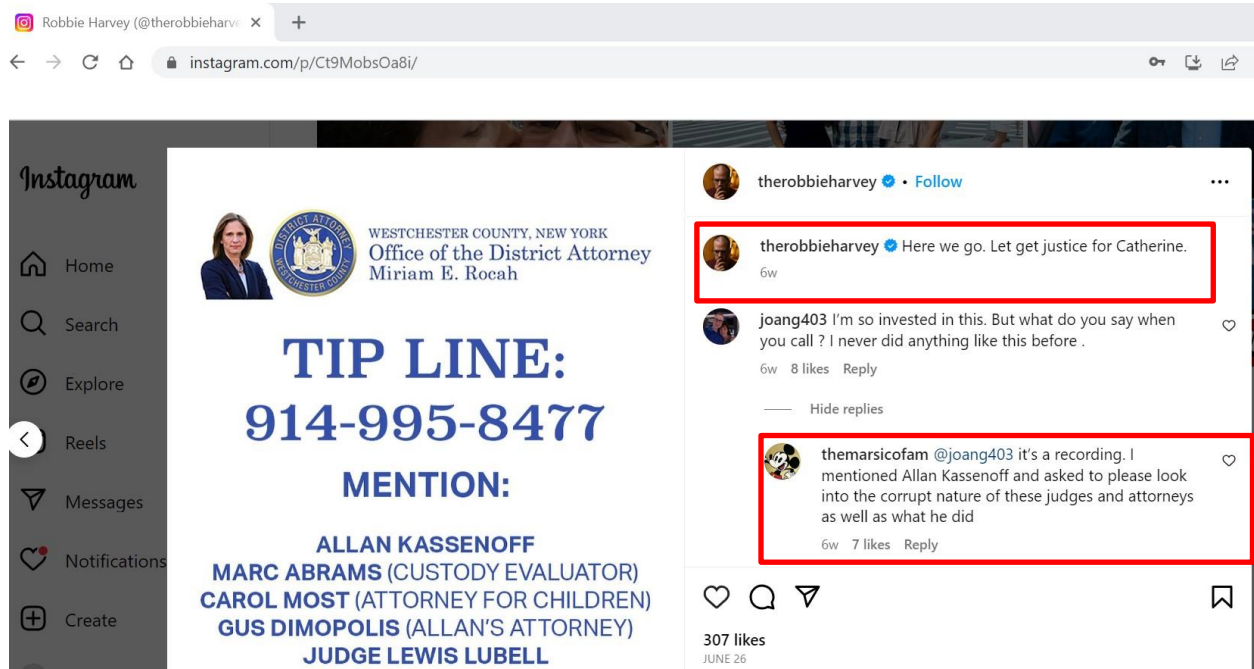 Robbie Harvey (@therobbieharve
instagram.com/p/Ct9MobsOa8i/
Instagram
Home
Search
Explore
Reels
Messages
Notifications
Create
DISTRICT ATTORNEY
WESTCHESTER COUNTY
WESTCHESTER COUNTY, NEW YORK
Office of the District Attorney
Miriam E. Rocah
TIP LINE:
914-995-8477
MENTION:
ALLAN KASSENOFF
MARC ABRAMS (CUSTODY EVALUATOR)
CAROL MOST (ATTORNEY FOR CHILDREN)
GUS DIMOPOLIS (ALLAN'S ATTORNEY)
JUDGE LEWIS LUBELL
therobbieharvey • Follow
therobbieharvey Here we go. Let get justice for Catherine.
6w
joang403 I'm so invested in this. But what do you say when
you call ? I never did anything like this before .
6w 8 likes Reply
Hide replies
themarsicofam @joang403 it's a recording. I
mentioned Allan Kassenoff and asked to please look
into the corrupt nature of these judges and attorneys
as well as what he did
6w 7 likes Reply
307 likes
JUNE 26